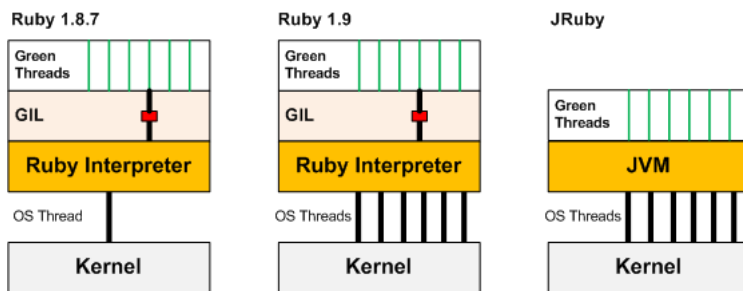 Ruby 1.8.7
Green
Threads
GIL
Ruby Interpreter
OS Thread
Kernel
Ruby 1.9
Green
Threads
GIL
Ruby Interpreter
OS Threads
Kernel
JRuby
Green
Threads
JVM
OS Threads
Kernel